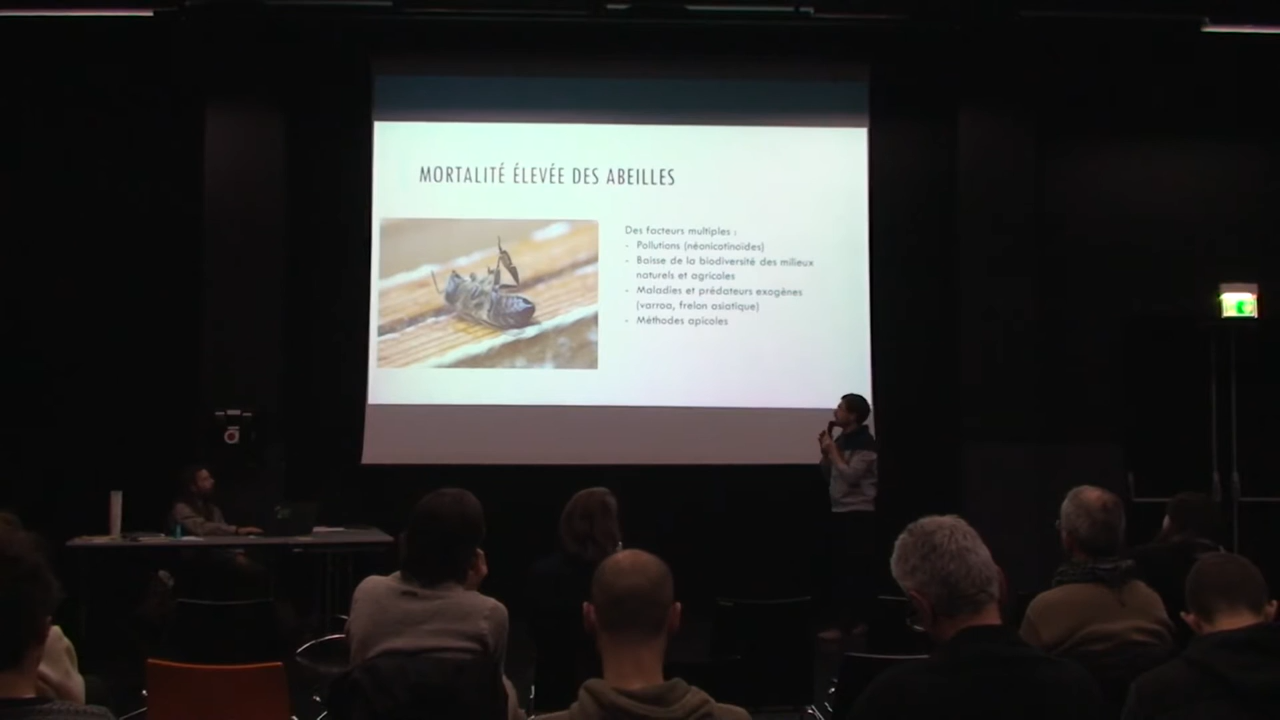 MORTALITÉ ÉLEVÉE DES ABEILLES
Des facteurs multiples :
- Pollutions (néonicotinoïdes)
- Baisse de la biodiversité des milieux
naturels et agricoles
- Maladies et prédateurs exogènes
(varroa, frelon asiatique)
- Méthodes apicoles